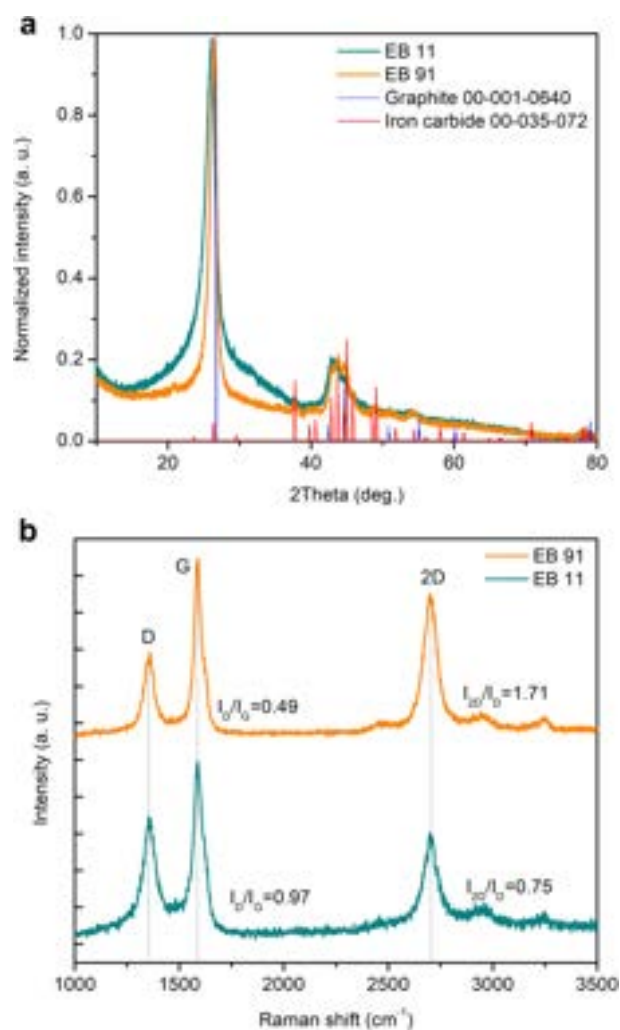 a
EB 11
EB 91
Graphite 00-001-0640
Iron carbide 00-035-072
Normalized intensity (a. u.)
1.0
0.8
0.6
0.4
0.2
0.0
20 40 60 80
2Theta (deg.)
b
EB 91
EB 11
D
G
2D
I_D/I_G=0.49
I_2D/I_D=1.71
I_D/I_G=0.97
I_2D/I_D=0.75
Intensity (a. u.)
1000 1500 2000 2500 3000 3500
Raman shift (cm⁻¹)